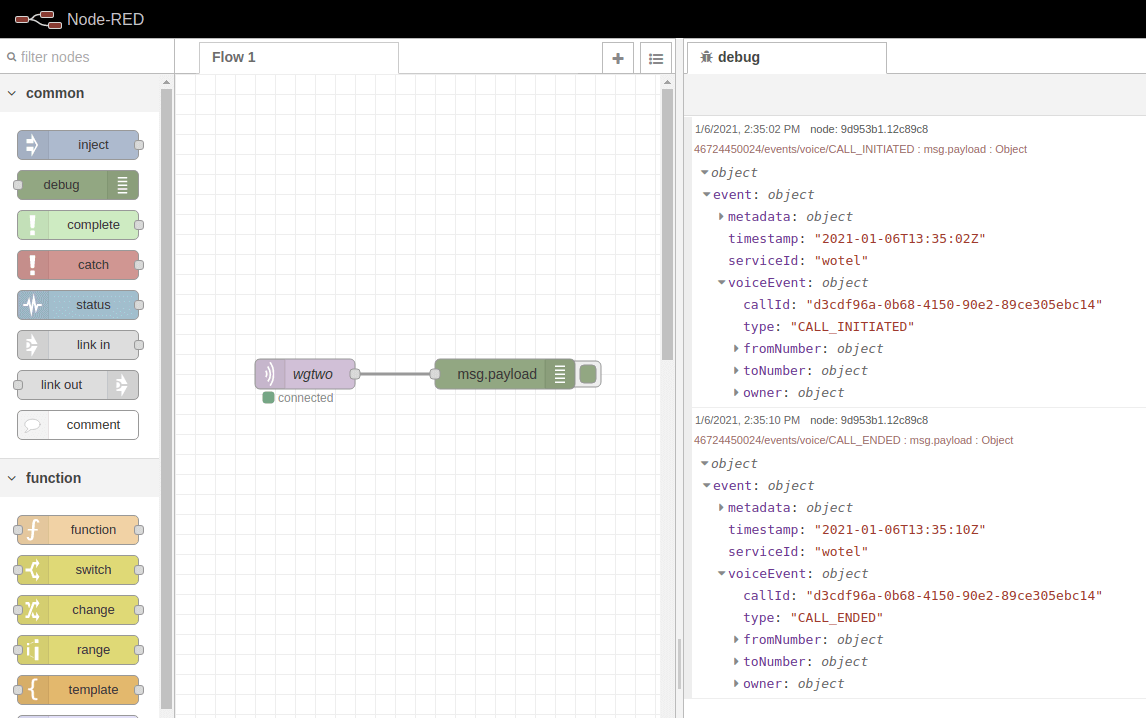 Node-RED
filter nodes
common
inject
debug
complete
catch
status
link in
link out
comment
function
function
switch
change
range
template
Flow 1
wgtwo
connected
msg.payload
debug
1/6/2021, 2:35:02 PM node: 9d953b1.12c89c8
46724450024/events/voice/CALL_INITIATED : msg.payload : Object
object
event: object
metadata: object
timestamp: "2021-01-06T13:35:02Z"
serviceId: "wotel"
voiceEvent: object
callId: "d3cdf96a-0b68-4150-90e2-89ce305ebc14"
type: "CALL_INITIATED"
fromNumber: object
toNumber: object
owner: object
1/6/2021, 2:35:10 PM node: 9d953b1.12c89c8
46724450024/events/voice/CALL_ENDED : msg.payload : Object
object
event: object
metadata: object
timestamp: "2021-01-06T13:35:10Z"
serviceId: "wotel"
voiceEvent: object
callId: "d3cdf96a-0b68-4150-90e2-89ce305ebc14"
type: "CALL_ENDED"
fromNumber: object
toNumber: object
owner: object